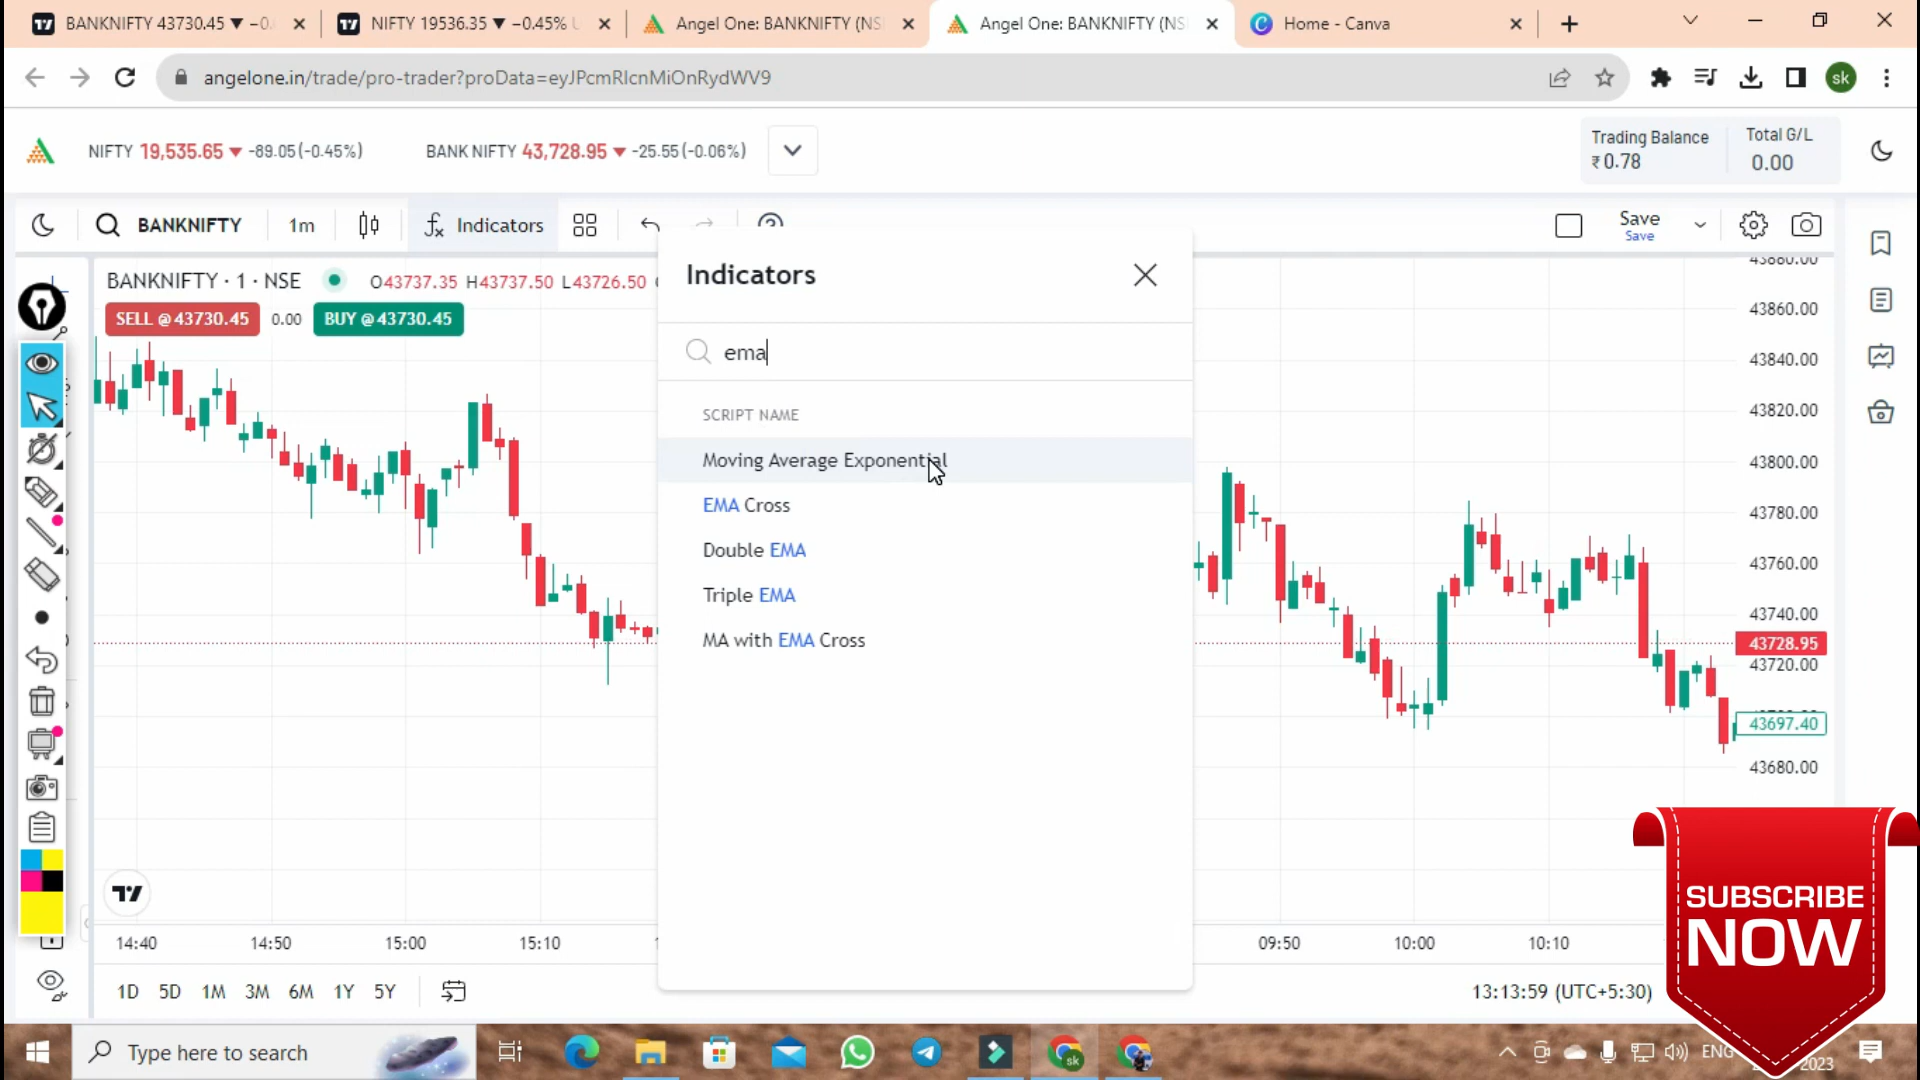 BANKNIFTY 43730.45 ▼ −0.
NIFTY 19536.35 ▼ −0.45%
Angel One: BANKNIFTY (NS
Angel One: BANKNIFTY (NS
Home - Canva
angelone.in/trade/pro-trader?proData=eyJPcmRlcnMiOnRydWV9
sk
NIFTY 19,535.65 ▼ -89.05(-0.45%)
BANK NIFTY 43,728.95 ▼ -25.55(-0.06%)
Trading Balance
₹0.78
Total G/L
0.00
BANKNIFTY
1m
Indicators
Save
Save
BANKNIFTY · 1 · NSE
O43737.35 H43737.50 L43726.50
SELL @ 43730.45
0.00
BUY @ 43730.45
Indicators
ema
SCRIPT NAME
Moving Average Exponential
EMA Cross
Double EMA
Triple EMA
MA with EMA Cross
43880.00
43860.00
43840.00
43820.00
43800.00
43780.00
43760.00
43740.00
43728.95
43720.00
43697.40
43680.00
14:40
14:50
15:00
15:10
09:50
10:00
10:10
1D 5D 1M 3M 6M 1Y 5Y
13:13:59 (UTC+5:30)
SUBSCRIBE
NOW
Type here to search
sk
ENG
2023